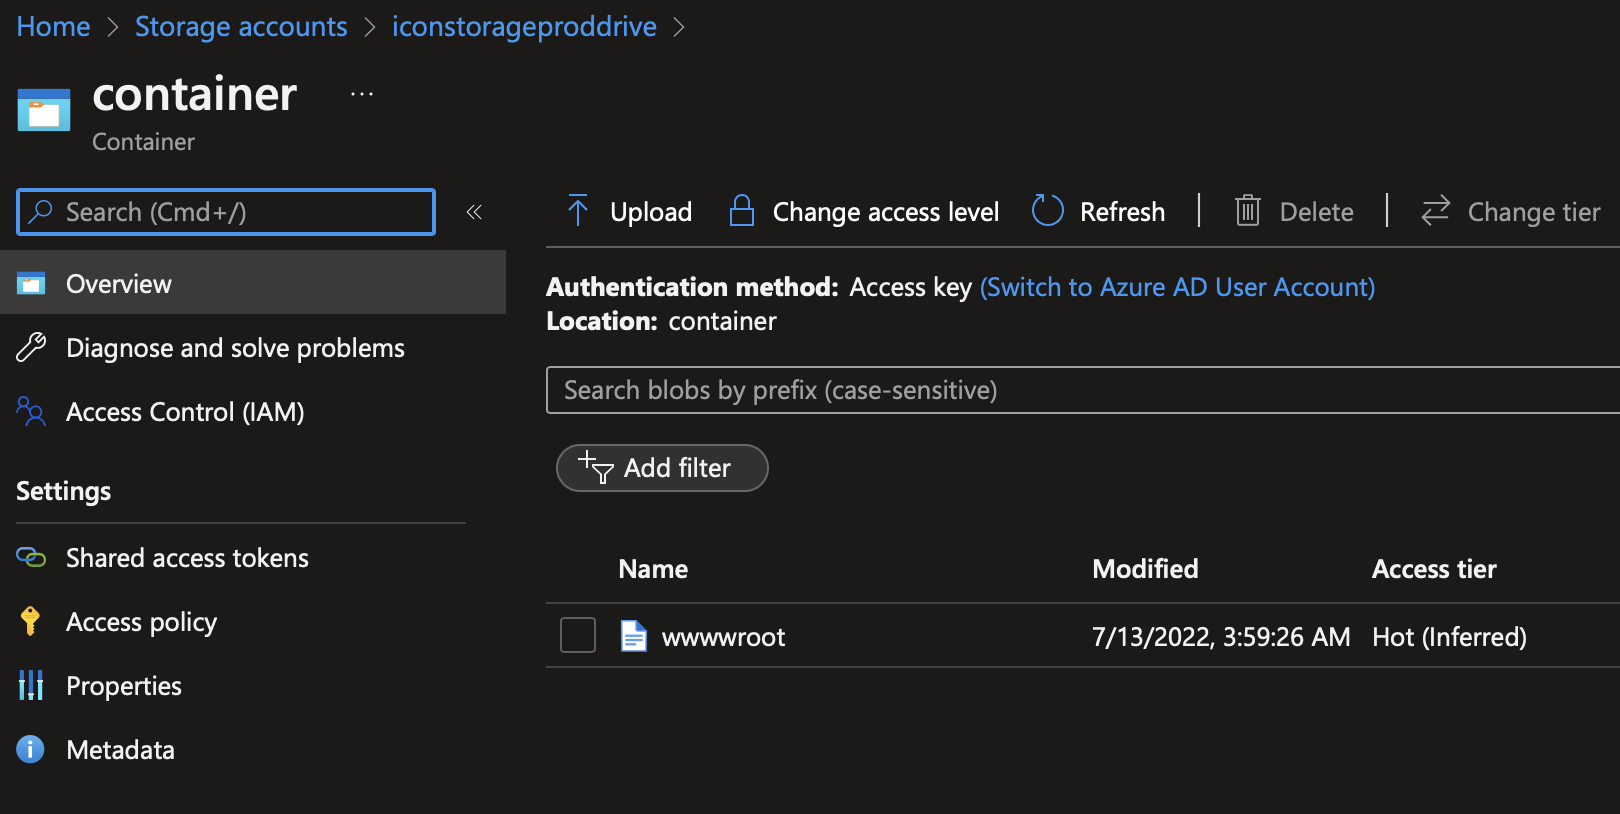 Home > Storage accounts > iconstorageproddrive >
container ...
Container
Search (Cmd+/) «
Overview
Diagnose and solve problems
Access Control (IAM)
Settings
Shared access tokens
Access policy
Properties
Metadata
Upload Change access level Refresh | Delete | Change tier
Authentication method: Access key (Switch to Azure AD User Account)
Location: container
Search blobs by prefix (case-sensitive)
Add filter
Name Modified Access tier
wwwwroot 7/13/2022, 3:59:26 AM Hot (Inferred)